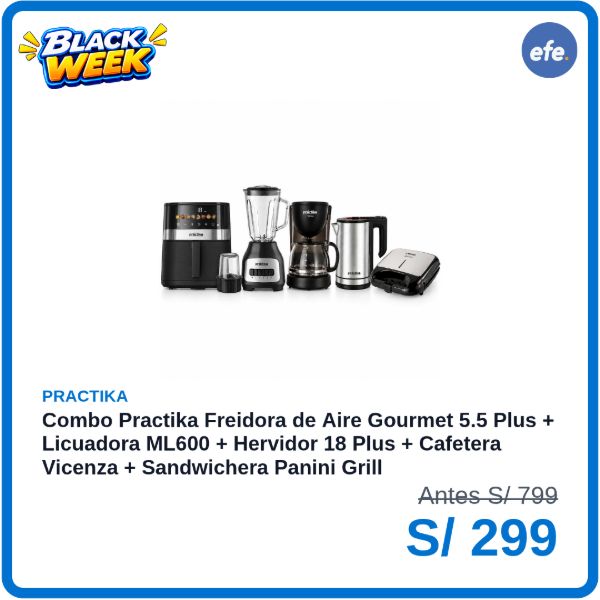 BLACK
WEEK
efe.
PRACTIKA
Combo Practika Freidora de Aire Gourmet 5.5 Plus +
Licuadora ML600 + Hervidor 18 Plus + Cafetera
Vicenza + Sandwichera Panini Grill
Antes S/ 799
S/ 299